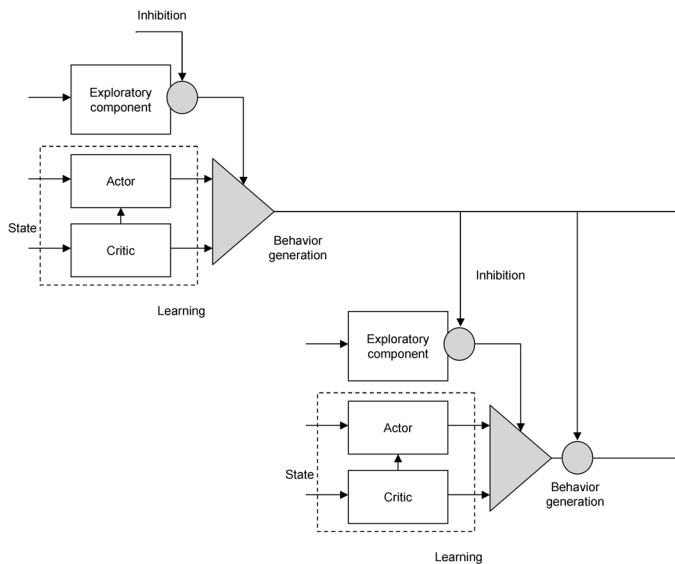 Inhibition
Exploratory
component
Actor
State
Critic
Behavior
generation
Learning
Inhibition
Exploratory
component
Actor
State
Critic
Behavior
generation
Learning